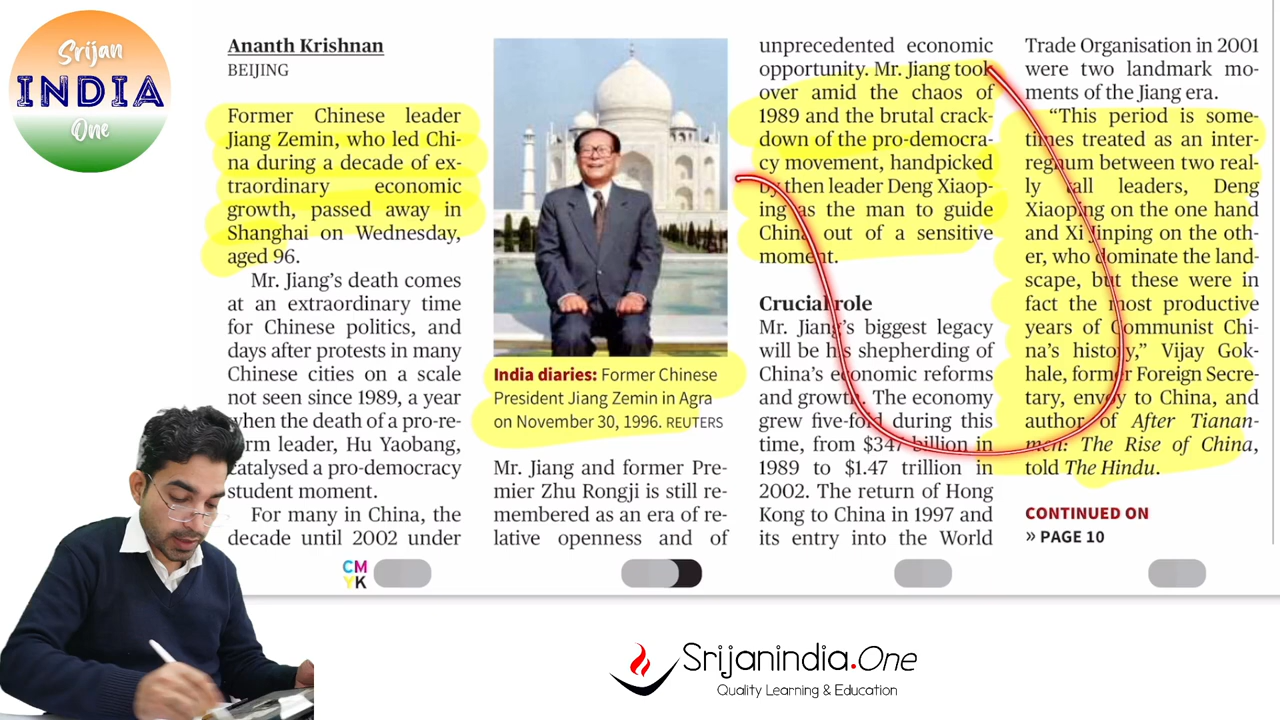 Srijan
INDIA
One
Ananth Krishnan
BEIJING
Former Chinese leader
Jiang Zemin, who led Chi-
na during a decade of ex-
traordinary economic
growth, passed away in
Shanghai on Wednesday,
aged 96.
Mr. Jiang’s death comes
at an extraordinary time
for Chinese politics, and
days after protests in many
Chinese cities on a scale
not seen since 1989, a year
when the death of a pro-re-
form leader, Hu Yaobang,
catalysed a pro-democracy
student moment.
For many in China, the
decade until 2002 under
India diaries: Former Chinese
President Jiang Zemin in Agra
on November 30, 1996. REUTERS
Mr. Jiang and former Pre-
mier Zhu Rongji is still re-
membered as an era of re-
lative openness and of
unprecedented economic
opportunity. Mr. Jiang took
over amid the chaos of
1989 and the brutal crack-
down of the pro-democra-
cy movement, handpicked
by then leader Deng Xiaop-
ing as the man to guide
China out of a sensitive
moment.
Crucial role
Mr. Jiang’s biggest legacy
will be his shepherding of
China’s economic reforms
and growth. The economy
grew five-fold during this
time, from $347 billion in
1989 to $1.47 trillion in
2002. The return of Hong
Kong to China in 1997 and
its entry into the World
Trade Organisation in 2001
were two landmark mo-
ments of the Jiang era.
“This period is some-
times treated as an inter-
regnum between two real-
ly tall leaders, Deng
Xiaoping on the one hand
and Xi Jinping on the oth-
er, who dominate the land-
scape, but these were in
fact the most productive
years of Communist Chi-
na’s history,” Vijay Gok-
hale, former Foreign Secre-
tary, envoy to China, and
author of After Tianan-
men: The Rise of China,
told The Hindu.
CONTINUED ON
» PAGE 10
CM
YK
SrijanIndia.One
Quality Learning & Education